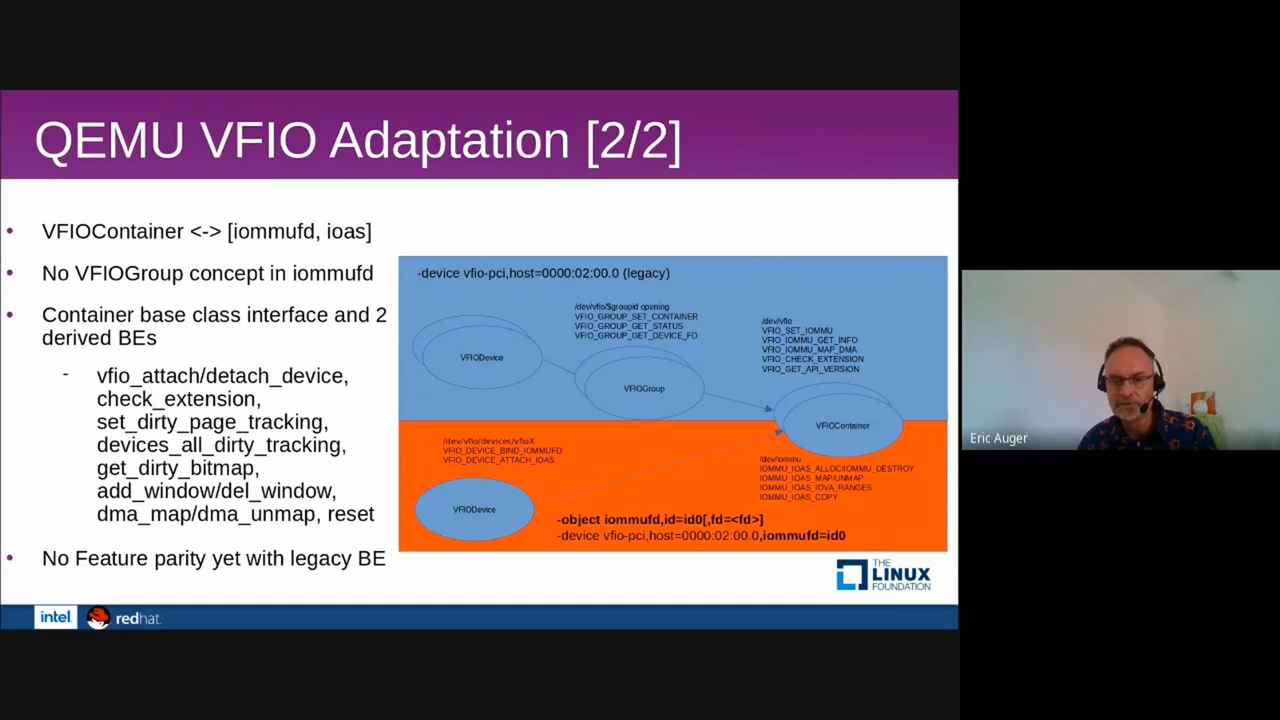 QEMU VFIO Adaptation [2/2]
• VFIOContainer <-> [iommufd, ioas]
• No VFIOGroup concept in iommufd
• Container base class interface and 2
derived BEs
- vfio_attach/detach_device,
check_extension,
set_dirty_page_tracking,
devices_all_dirty_tracking,
get_dirty_bitmap,
add_window/del_window,
dma_map/dma_unmap, reset
• No Feature parity yet with legacy BE
-device vfio-pci,host=0000:02:00.0 (legacy)
/dev/vfio/$groupid opening
VFIO_GROUP_SET_CONTAINER
VFIO_GROUP_GET_STATUS
VFIO_GROUP_GET_DEVICE_FD
/dev/vfio
VFIO_SET_IOMMU
VFIO_IOMMU_GET_INFO
VFIO_IOMMU_MAP_DMA
VFIO_CHECK_EXTENSION
VFIO_GET_API_VERSION
VFIODevice
VFIOGroup
VFIOContainer
/dev/vfio/devices/vfioX
VFIO_DEVICE_BIND_IOMMUFD
VFIO_DEVICE_ATTACH_IOAS
/dev/iommu
IOMMU_IOAS_ALLOC/IOMMU_DESTROY
IOMMU_IOAS_MAP/UNMAP
IOMMU_IOAS_IOVA_RANGES
IOMMU_IOAS_COPY
VFIODevice
-object iommufd,id=id0[,fd=<fd>]
-device vfio-pci,host=0000:02:00.0,iommufd=id0
THE
LINUX
FOUNDATION
intel.
redhat.
Eric Auger